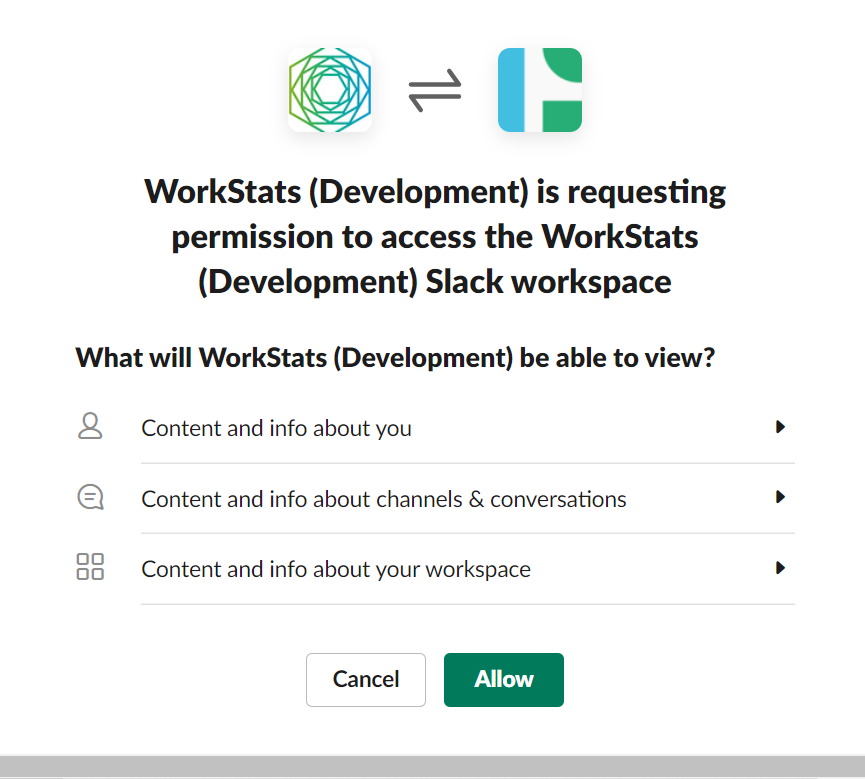 WorkStats (Development) is requesting
permission to access the WorkStats
(Development) Slack workspace
What will WorkStats (Development) be able to view?
Content and info about you
Content and info about channels & conversations
Content and info about your workspace
Cancel
Allow